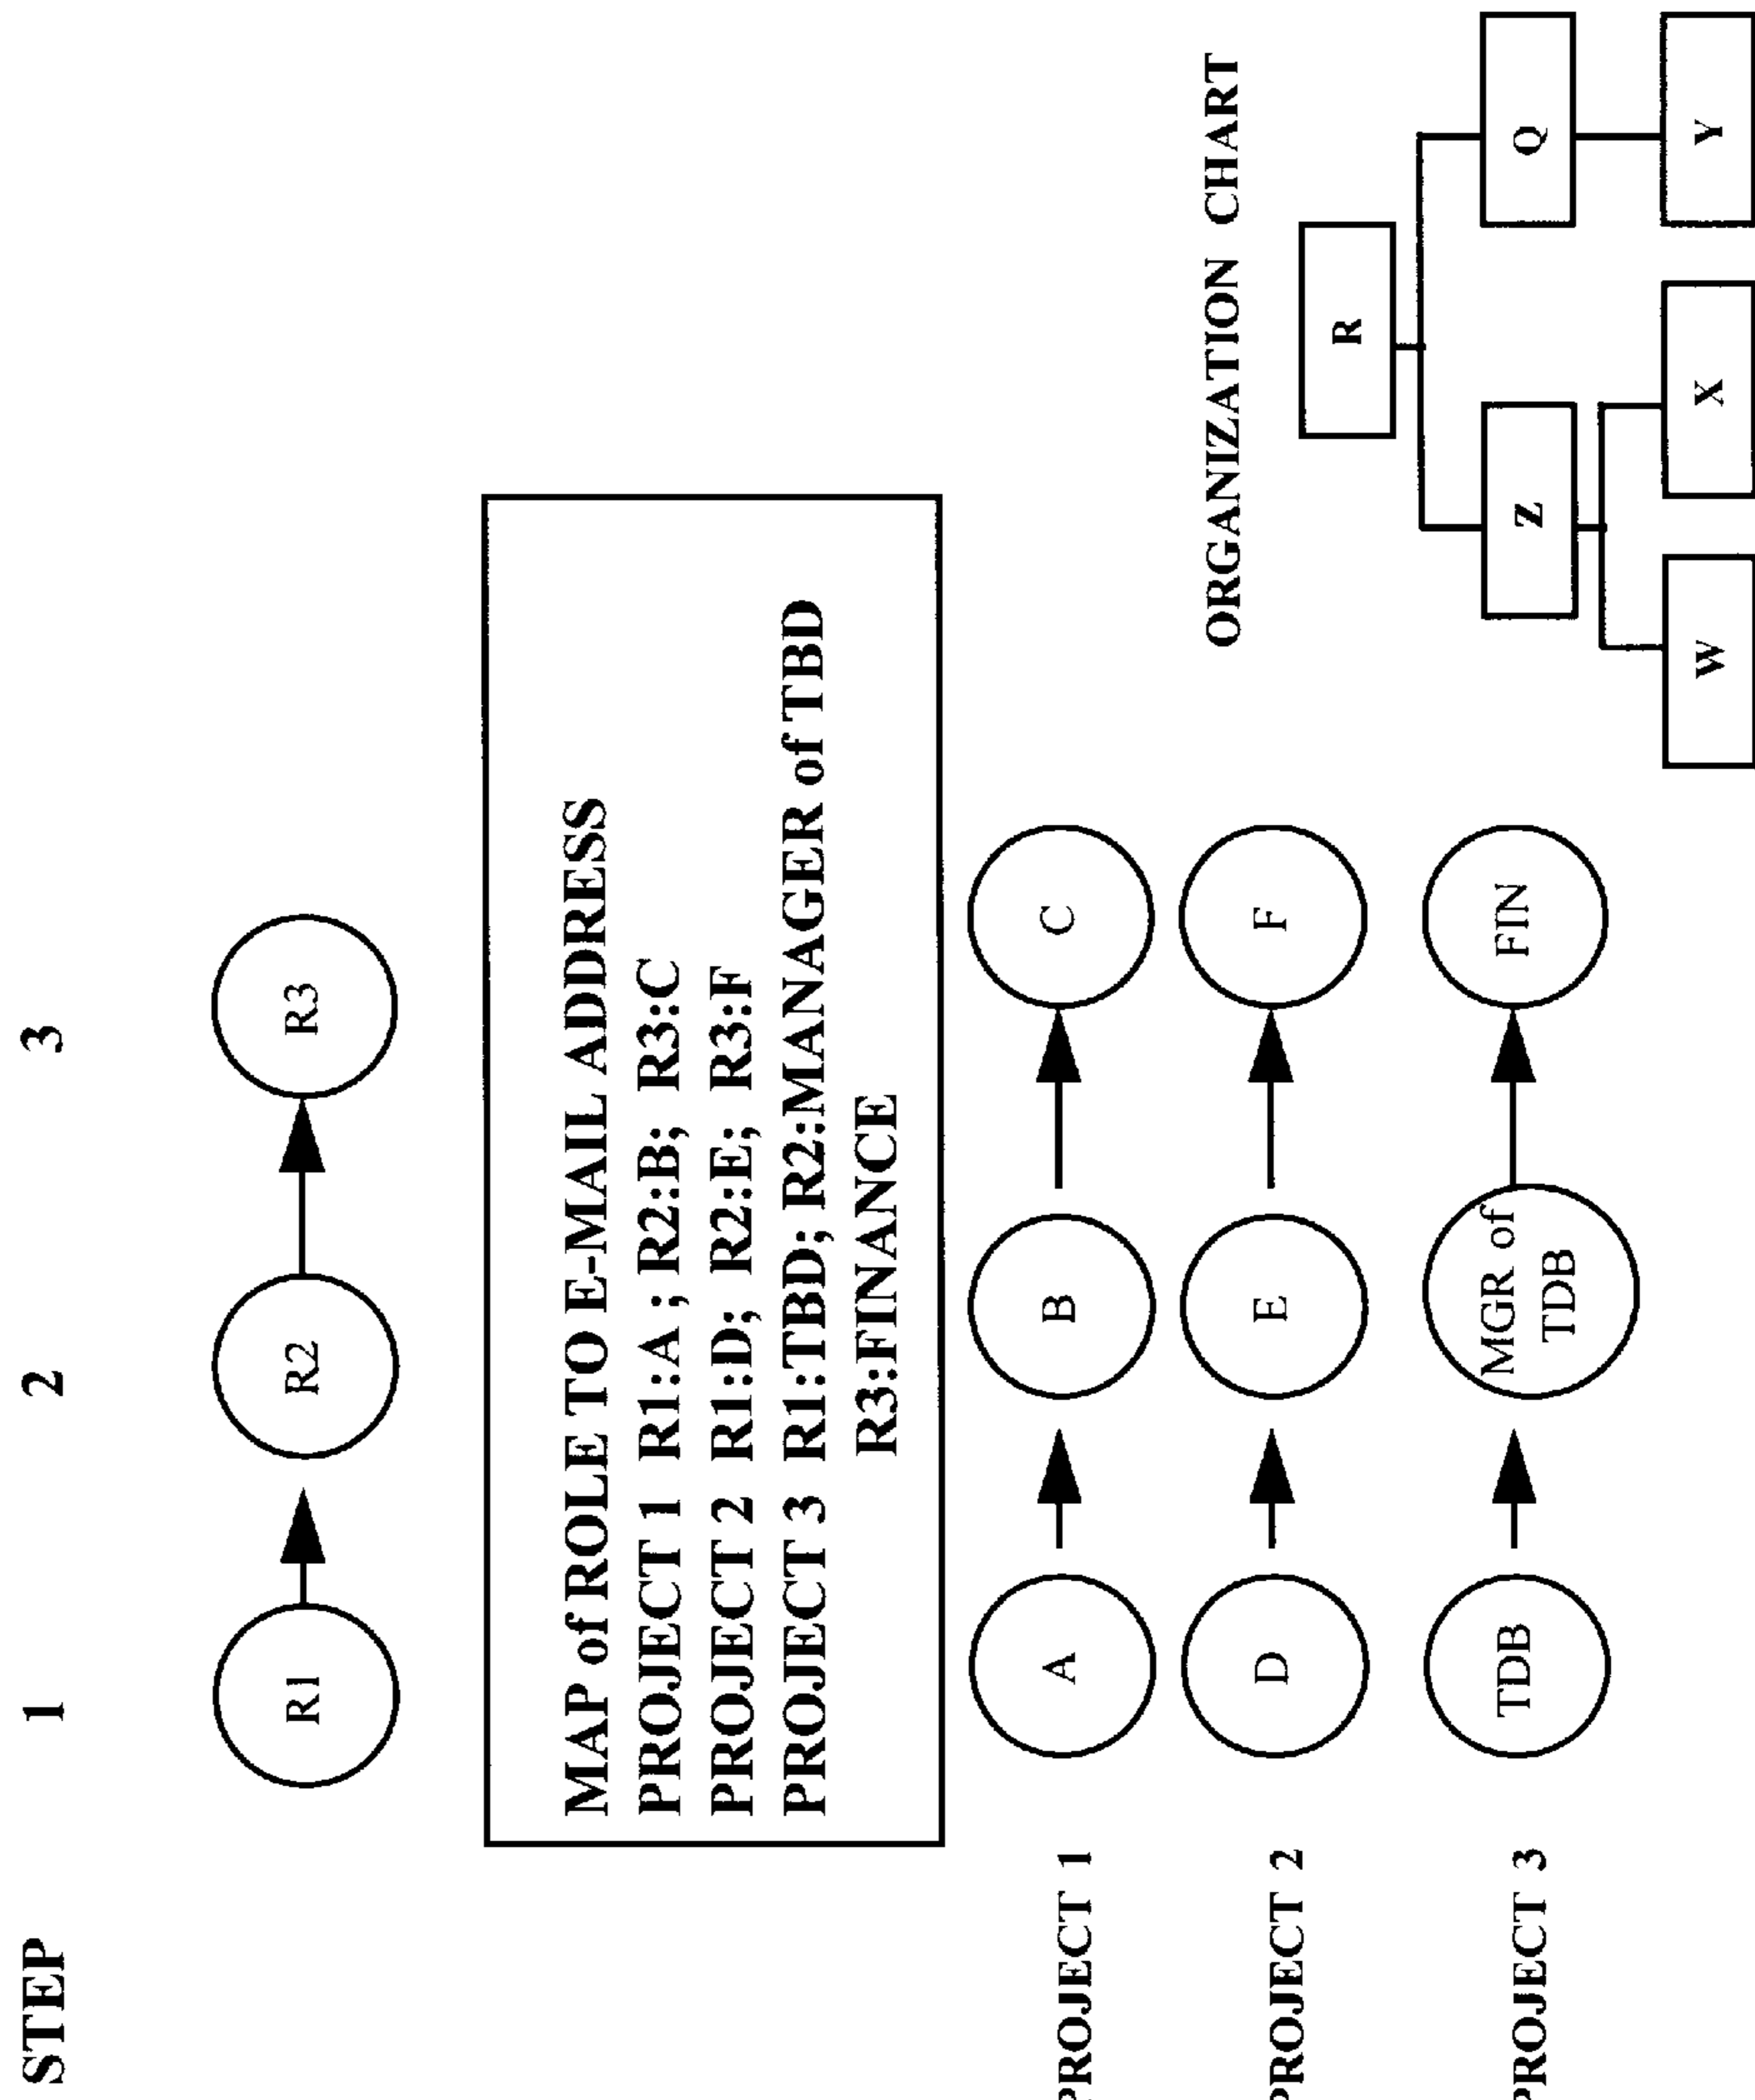 STEP 1 2 3
R1 R2 R3
MAP of ROLE TO E-MAIL ADDRESS
PROJECT 1 R1:A ; R2:B; R3:C
PROJECT 2 R1:D; R2:E; R3:F
PROJECT 3 R1:TBD; R2:MANAGER of TBD
R3:FINANCE
PROJECT 1 A B C
PROJECT 2 D E F
PROJECT 3 TDB MGR of
TDB FIN
ORGANIZATION CHART
R
Z Q
W X Y